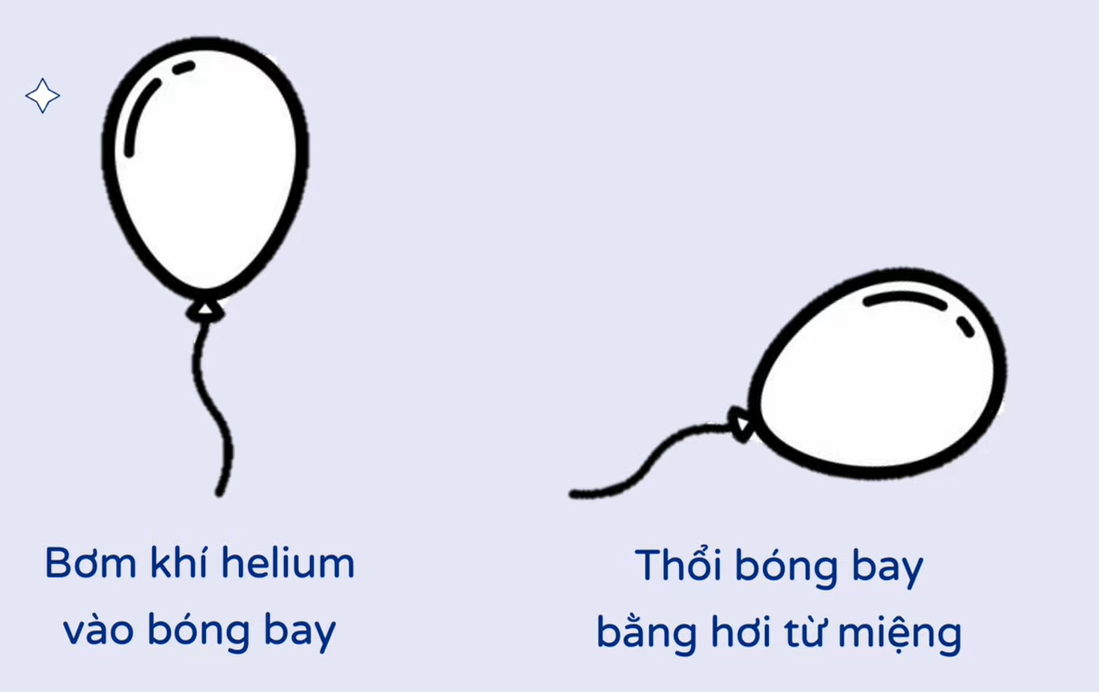 Bơm khí helium
vào bóng bay
Thổi bóng bay
bằng hơi từ miệng